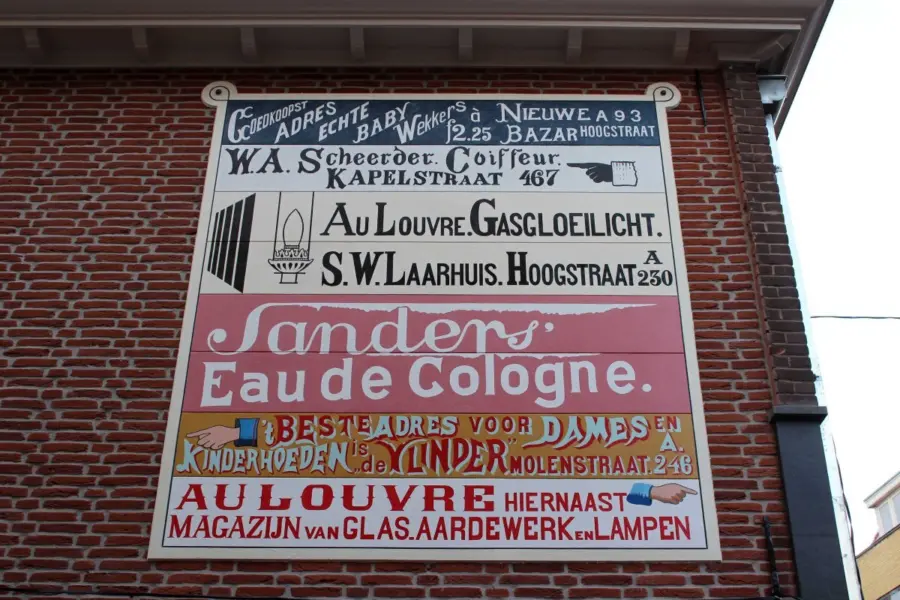 GOEDKOOPST ADRES ECHTE BABY Wekkers à f2.25 NIEUWE BAZAR A 93 HOOGSTRAAT
W.A. Scheerder. Coiffeur.
KAPELSTRAAT 467
AU LOUVRE. GASGLOEILICHT.
S.W. LAARHUIS. HOOGSTRAAT A 230
Sanders'
Eau de Cologne.
't BESTE ADRES VOOR DAMES EN
KINDERHOEDEN IS „de VLINDER" MOLENSTRAAT. A. 246
AU LOUVRE HIERNAAST
MAGAZIJN VAN GLAS. AARDEWERK EN LAMPEN